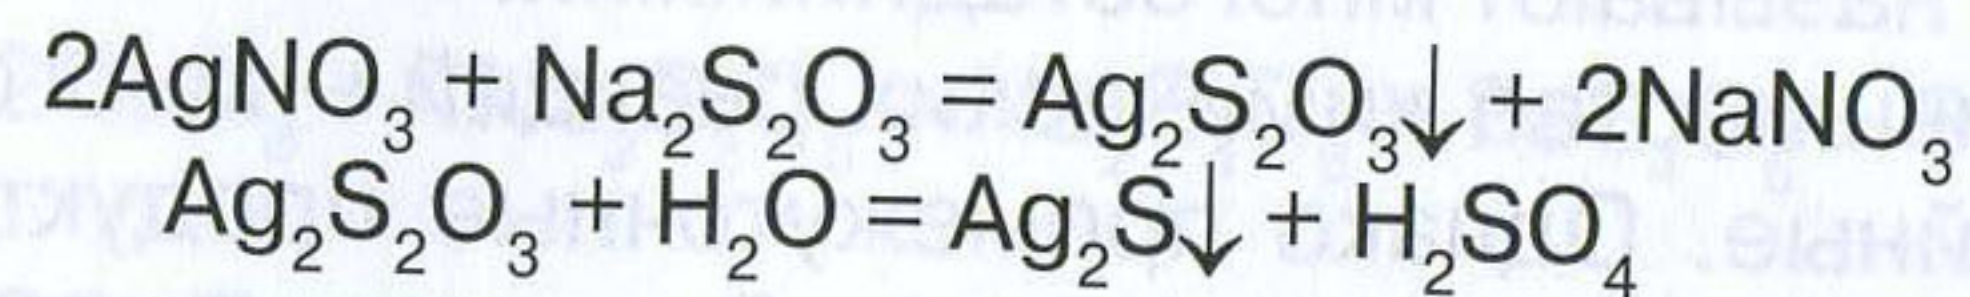 2AgNO₃ + Na₂S₂O₃ = Ag₂S₂O₃↓ + 2NaNO₃
Ag₂S₂O₃ + H₂O = Ag₂S↓ + H₂SO₄